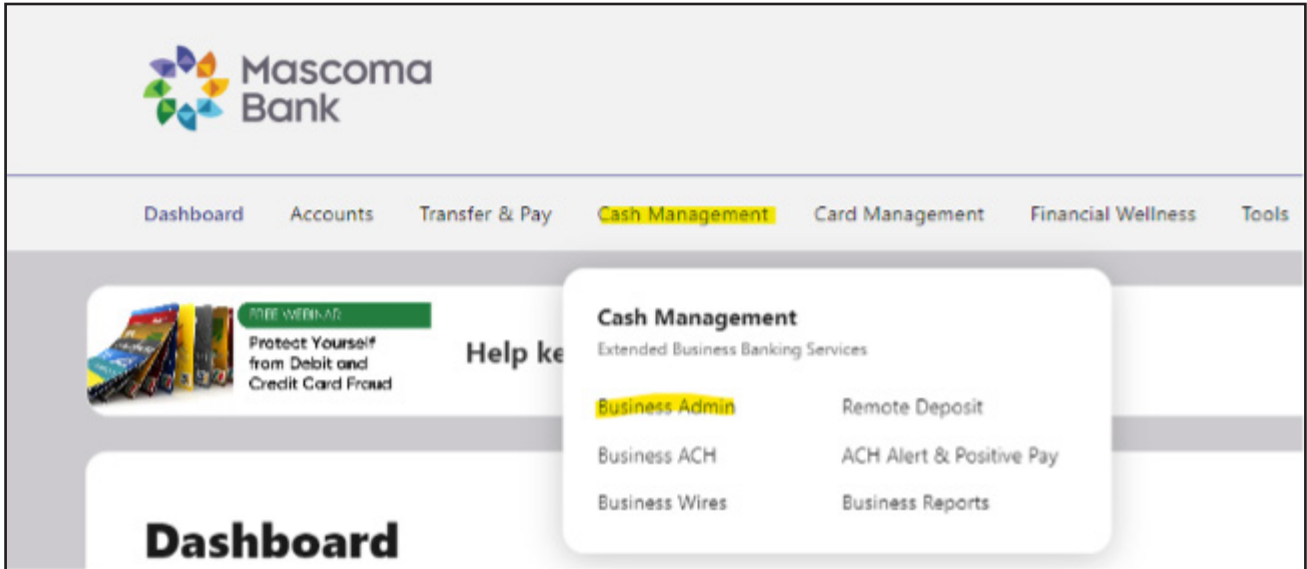 Mascoma
Bank
Dashboard Accounts Transfer & Pay Cash Management Card Management Financial Wellness Tools
FREE WEBINAR
Protect Yourself
from Debit and
Credit Card Fraud
Help ke
Cash Management
Extended Business Banking Services
Business Admin Remote Deposit
Business ACH ACH Alert & Positive Pay
Business Wires Business Reports
Dashboard